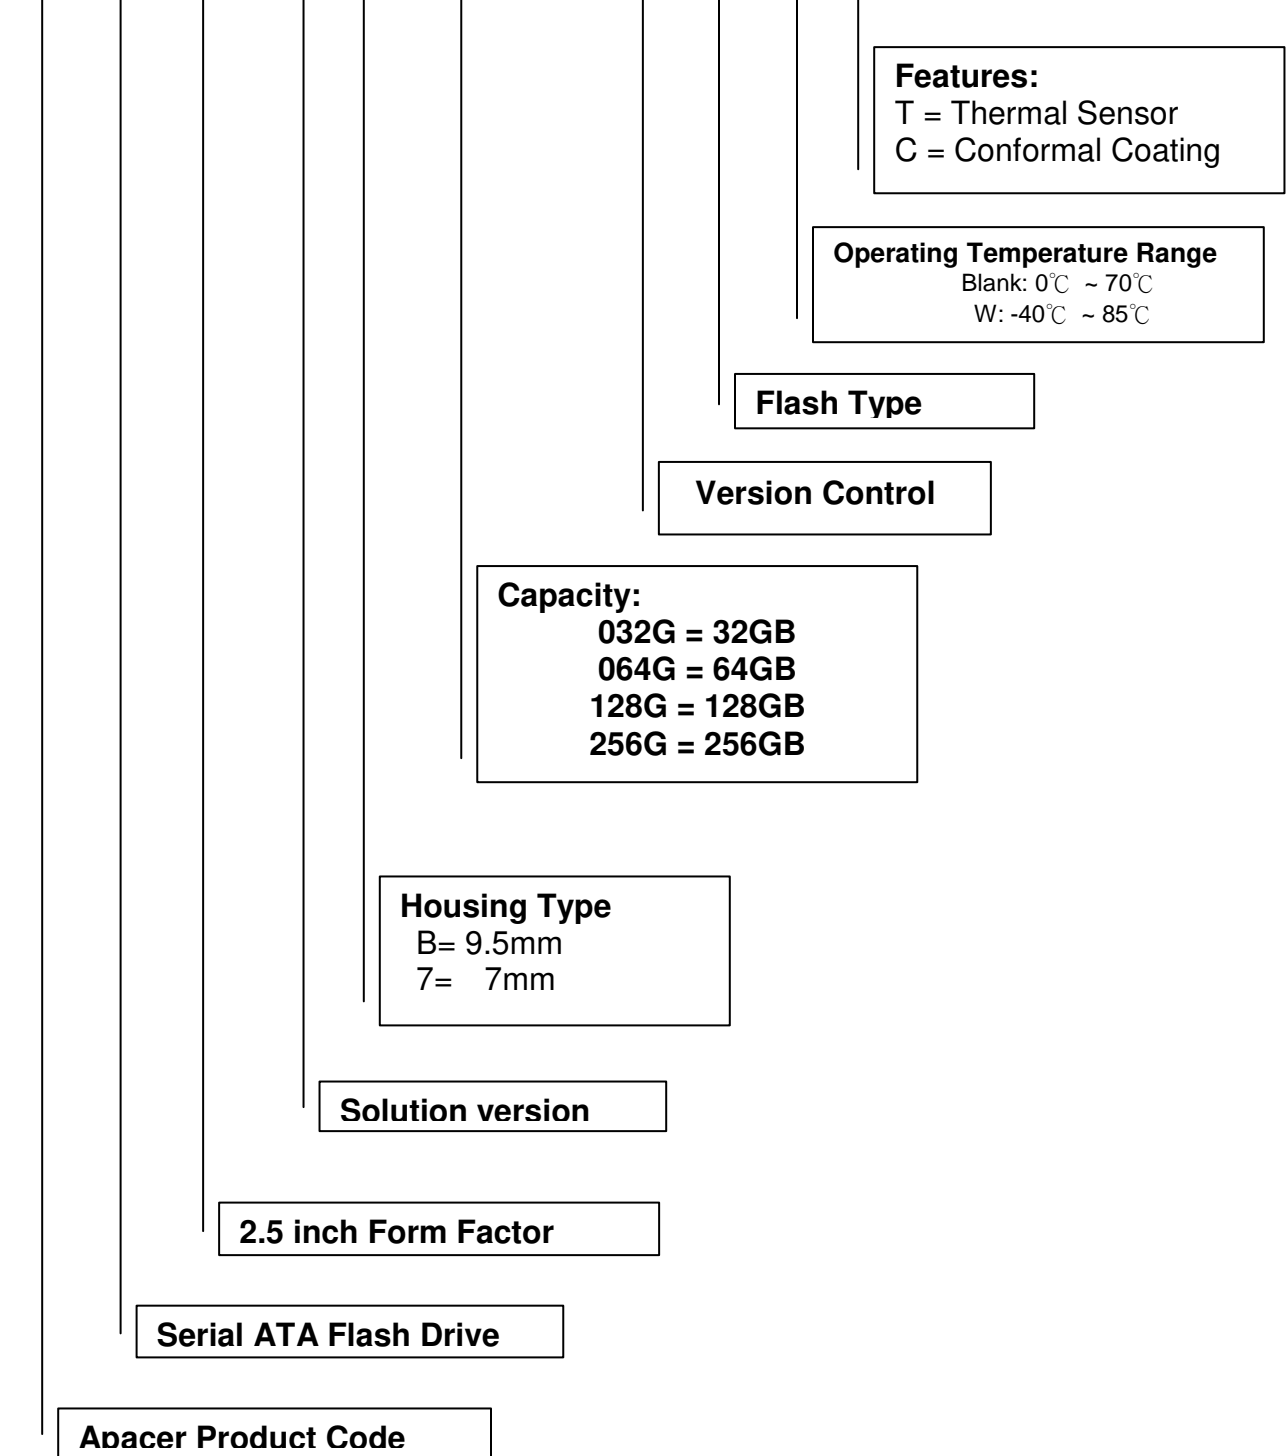 Features:
T = Thermal Sensor
C = Conformal Coating
Operating Temperature Range
Blank: 0℃ ~ 70℃
W: -40℃ ~ 85℃
Flash Type
Version Control
Capacity:
032G = 32GB
064G = 64GB
128G = 128GB
256G = 256GB
Housing Type
B= 9.5mm
7= 7mm
Solution version
2.5 inch Form Factor
Serial ATA Flash Drive
Apacer Product Code